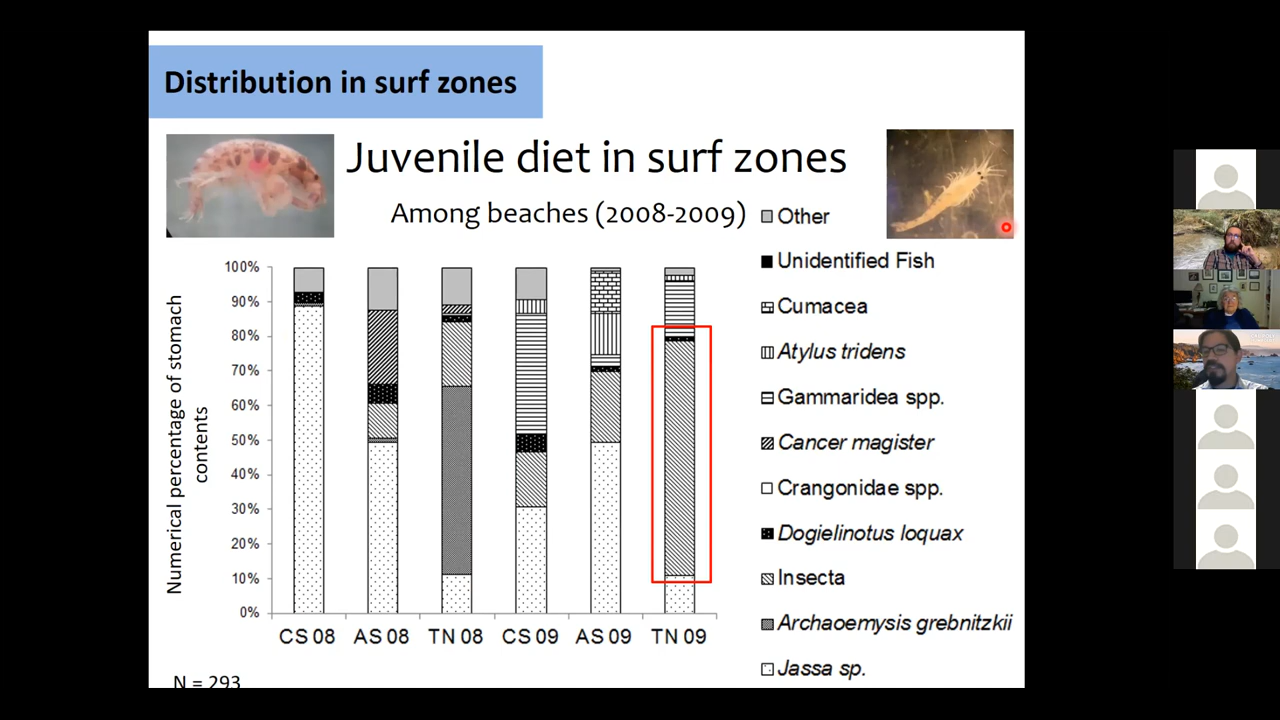 Distribution in surf zones
Juvenile diet in surf zones
Among beaches (2008-2009)
Other
Unidentified Fish
Cumacea
Atylus tridens
Gammaridea spp.
Cancer magister
Crangonidae spp.
Dogielinotus loquax
Insecta
Archaoemysis grebnitzkii
Jassa sp.
Numerical percentage of stomach
contents
100%
90%
80%
70%
60%
50%
40%
30%
20%
10%
0%
CS 08 AS 08 TN 08 CS 09 AS 09 TN 09
N = 293